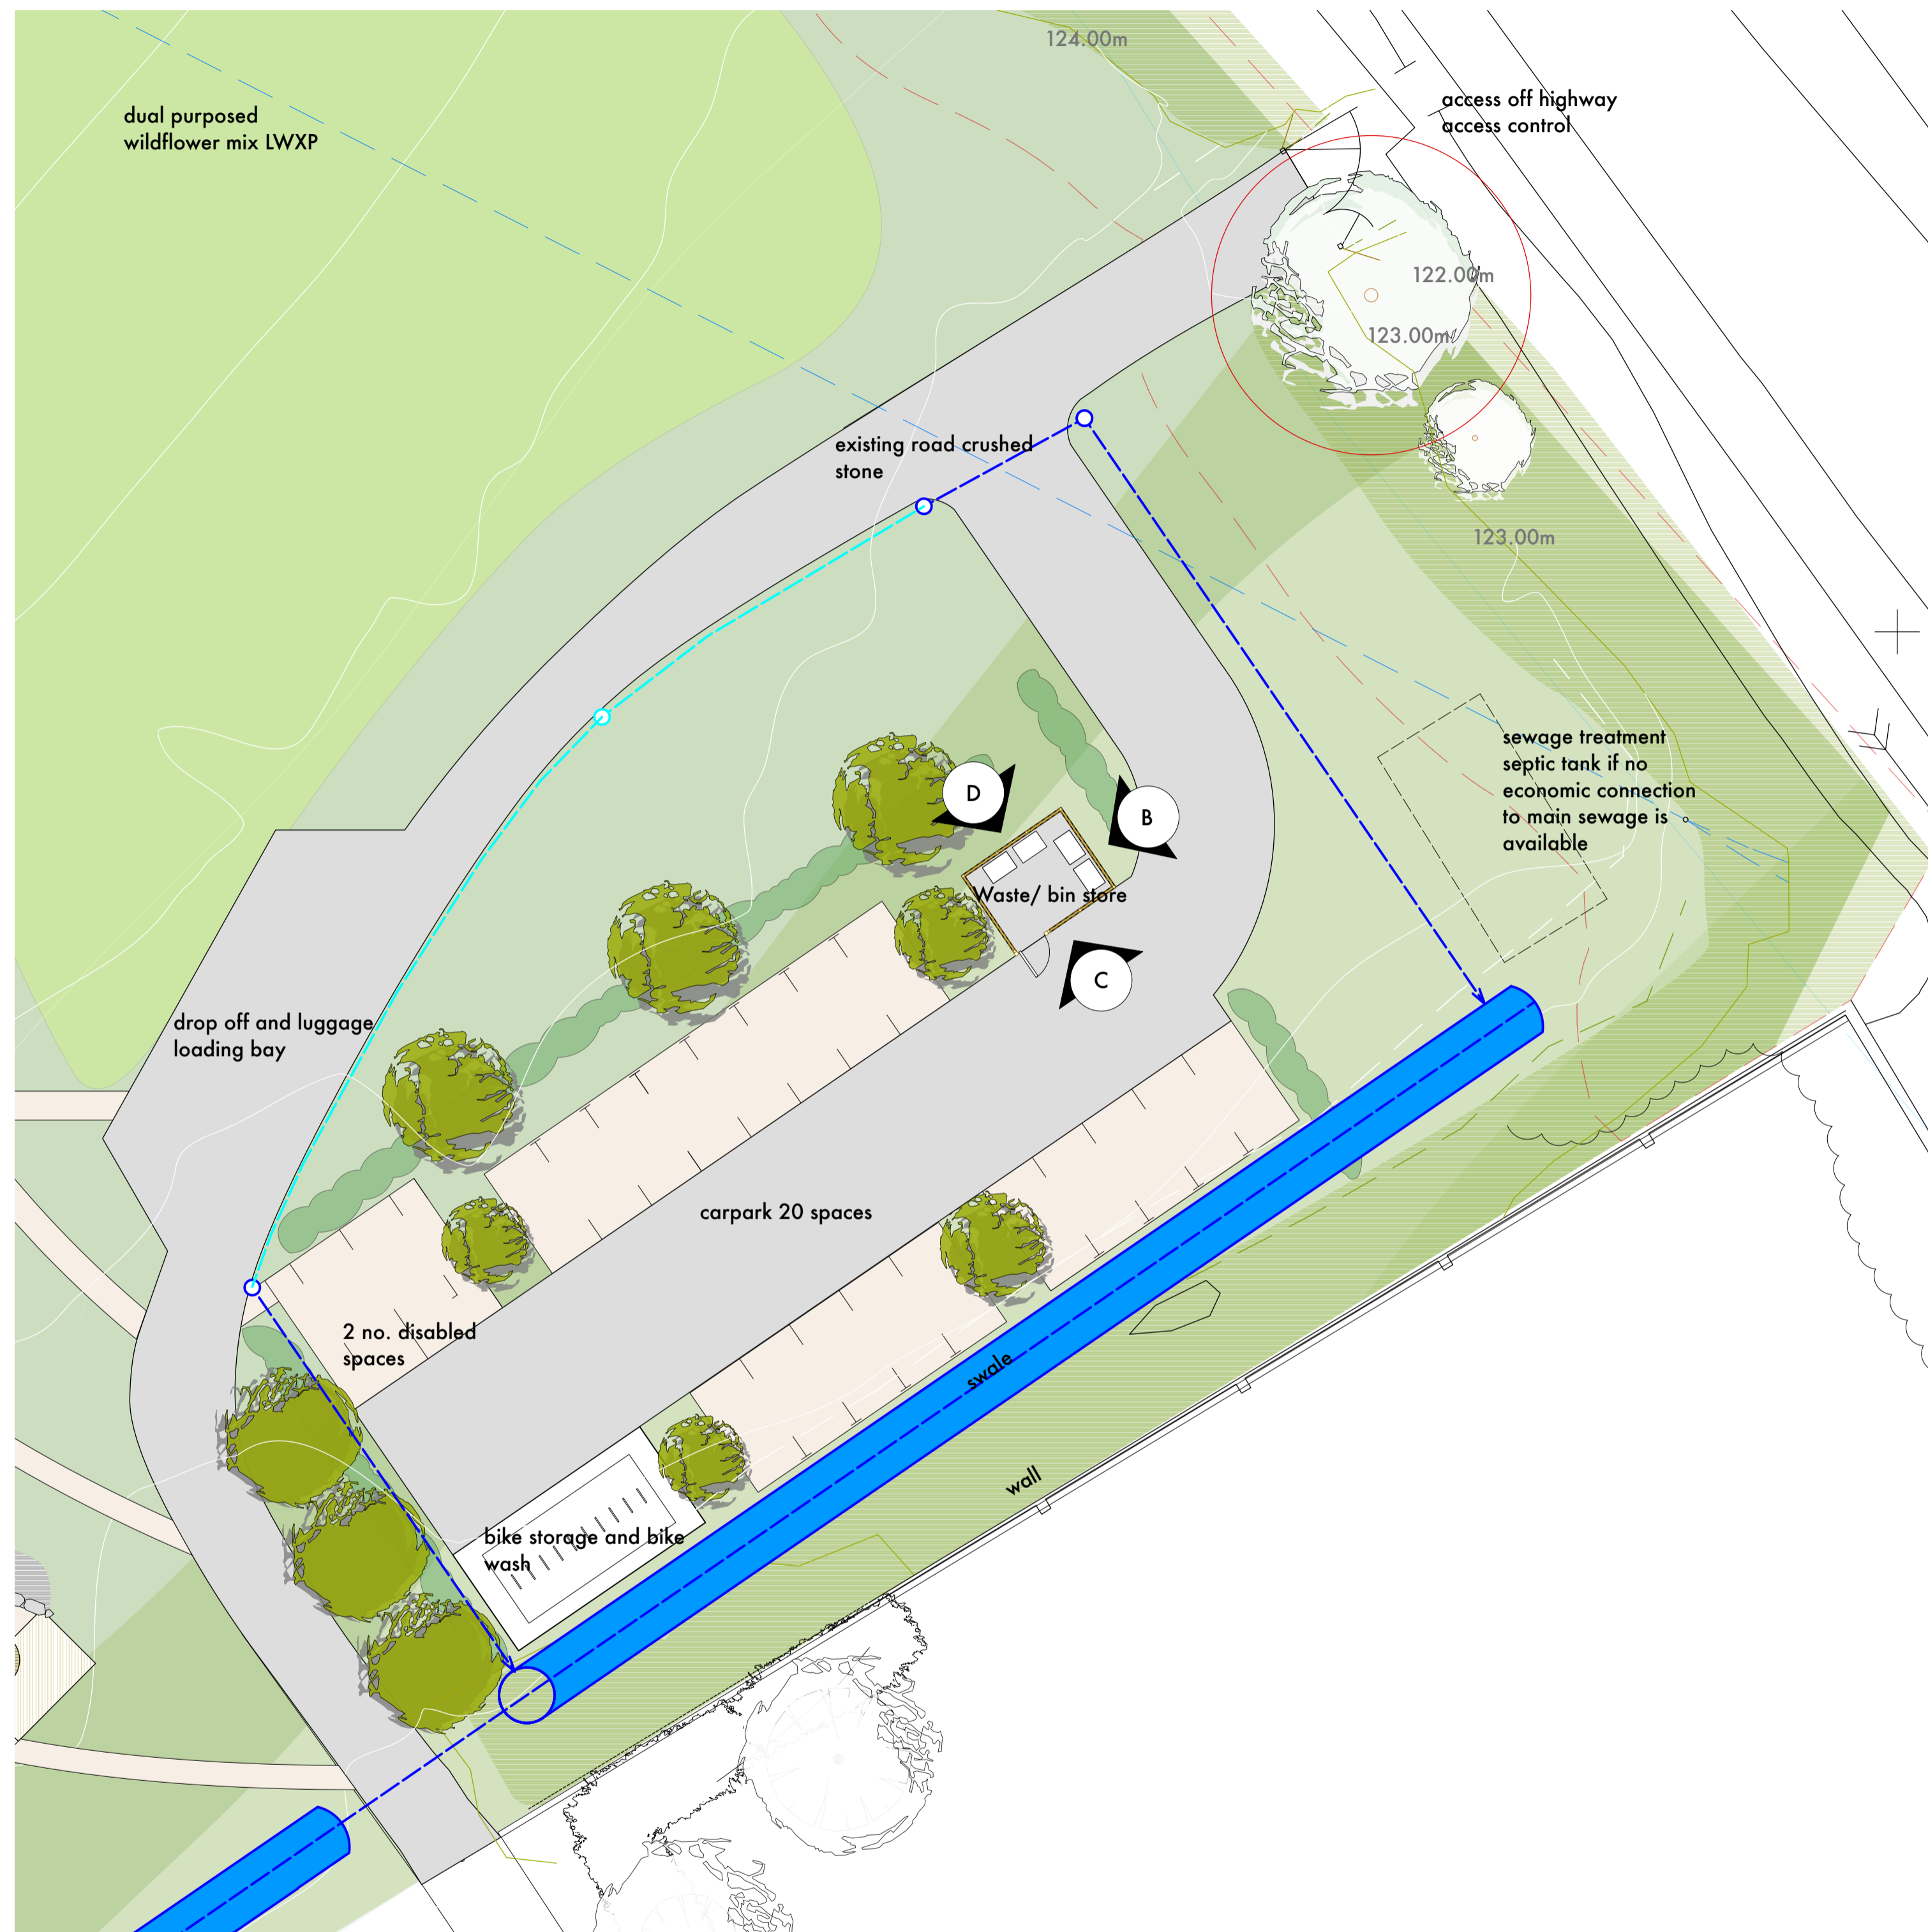 124.00m
access off highway
access control
dual purposed
wildflower mix LWXP
122.00m
123.00m
existing road crushed
stone
123.00m
sewage treatment
septic tank if no
economic connection
to main sewage is
available
D
B
Waste/ bin store
C
drop off and luggage
loading bay
carpark 20 spaces
2 no. disabled
spaces
swale
wall
bike storage and bike
wash